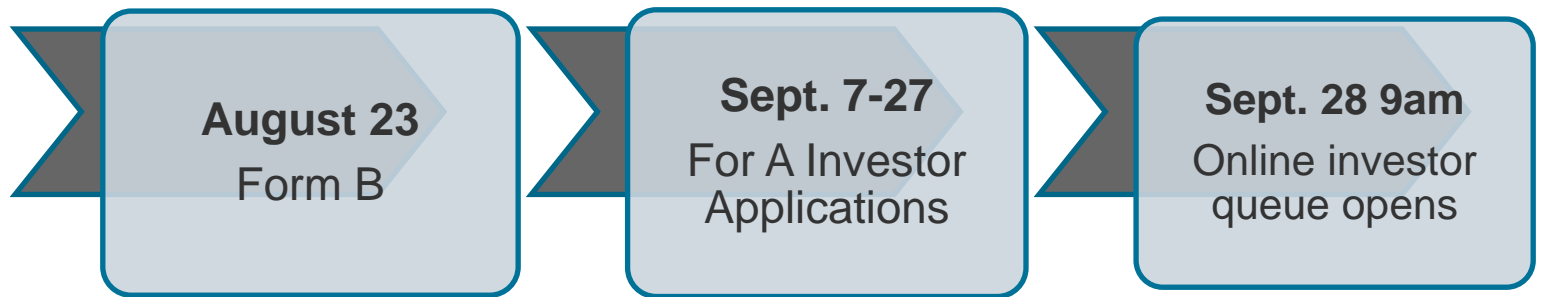 August 23
Form B
Sept. 7-27
For A Investor
Applications
Sept. 28 9am
Online investor
queue opens